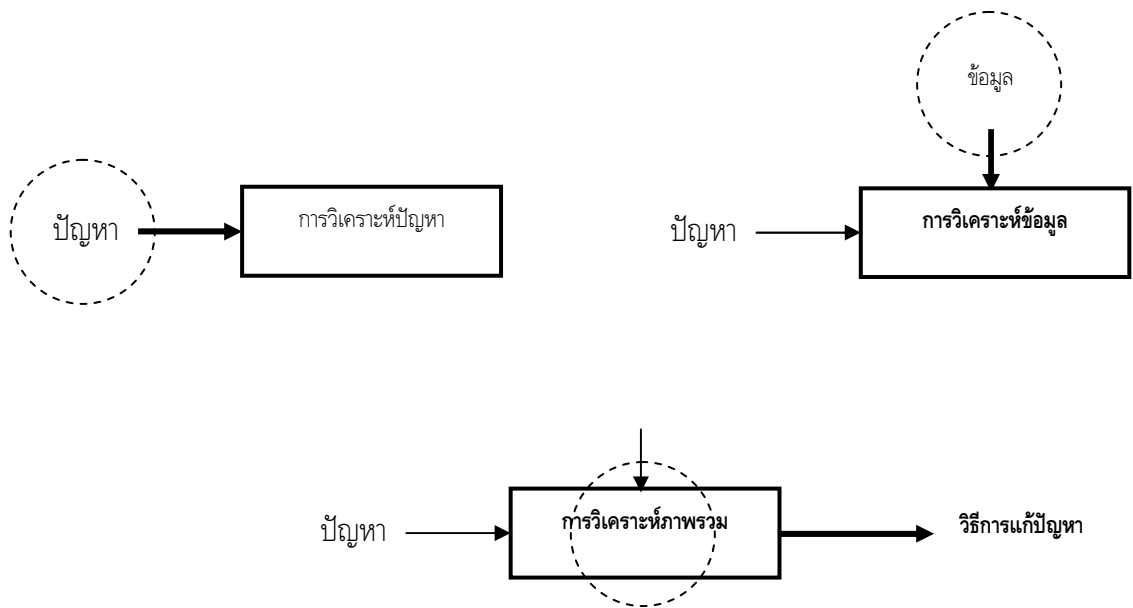 ข้อมูล
ปัญหา
การวิเคราะห์ปัญหา
ปัญหา
การวิเคราะห์ข้อมูล
ปัญหา
การวิเคราะห์ภาพรวม
วิธีการแก้ปัญหา